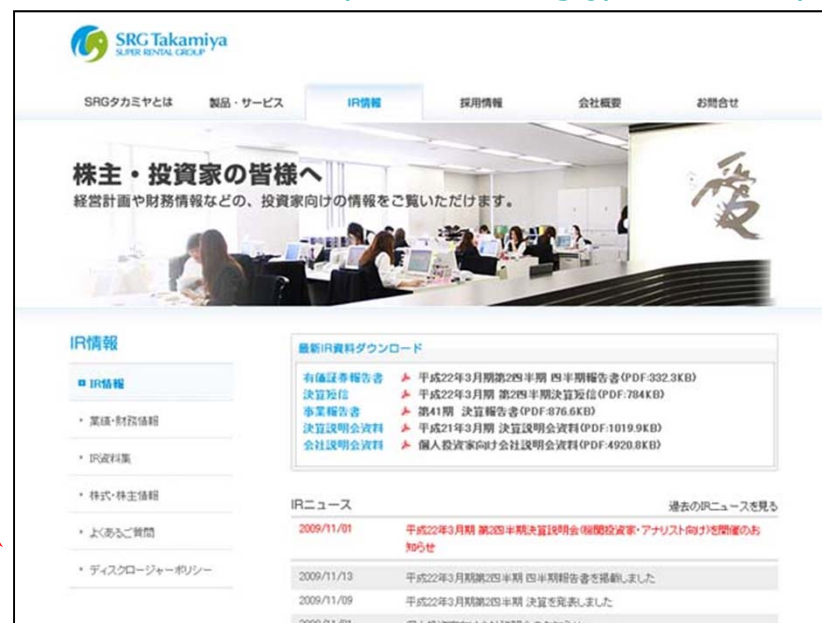 SRG Takamiya
SUPER RENTAL GROUP
SRGタカミヤとは 製品・サービス IR情報 採用情報 会社概要 お問合せ
株主・投資家の皆様へ
経営計画や財務情報などの、投資家向けの情報をご覧いただけます。
愛
IR情報
IR情報
・業績・財務情報
・IR資料集
・株式・株主情報
・よくあるご質問
・ディスクロージャーポリシー
最新IR資料ダウンロード
有価証券報告書 平成22年3月期第2四半期 四半期報告書(PDF:332.3KB)
決算短信 平成22年3月期 第2四半期決算短信(PDF:784KB)
事業報告書 第41期 決算報告書(PDF:876.6KB)
決算説明会資料 平成21年3月期 決算説明会資料(PDF:1019.9KB)
会社説明会資料 個人投資家向け会社説明会資料(PDF:4920.8KB)
IRニュース 過去のIRニュースを見る
2009/11/01 平成22年3月期 第2四半期決算説明会(機関投資家・アナリスト向け)を開催のお
知らせ
2009/11/13 平成22年3月期第2四半期 四半期報告書を掲載しました
2009/11/09 平成22年3月期第2四半期 決算を発表しました